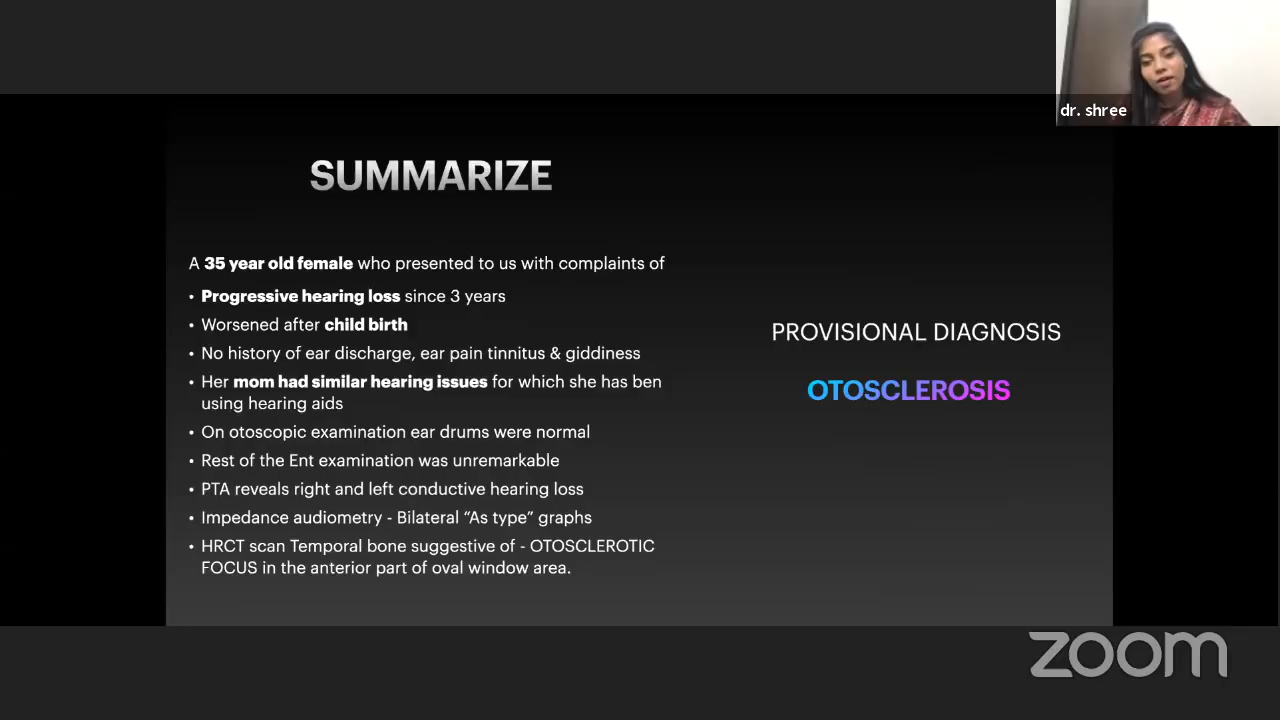 dr. shree
SUMMARIZE
A 35 year old female who presented to us with complaints of
• Progressive hearing loss since 3 years
• Worsened after child birth
• No history of ear discharge, ear pain tinnitus & giddiness
• Her mom had similar hearing issues for which she has ben
using hearing aids
• On otoscopic examination ear drums were normal
• Rest of the Ent examination was unremarkable
• PTA reveals right and left conductive hearing loss
• Impedance audiometry - Bilateral “As type” graphs
• HRCT scan Temporal bone suggestive of - OTOSCLEROTIC
FOCUS in the anterior part of oval window area.
PROVISIONAL DIAGNOSIS
OTOSCLEROSIS
zoom